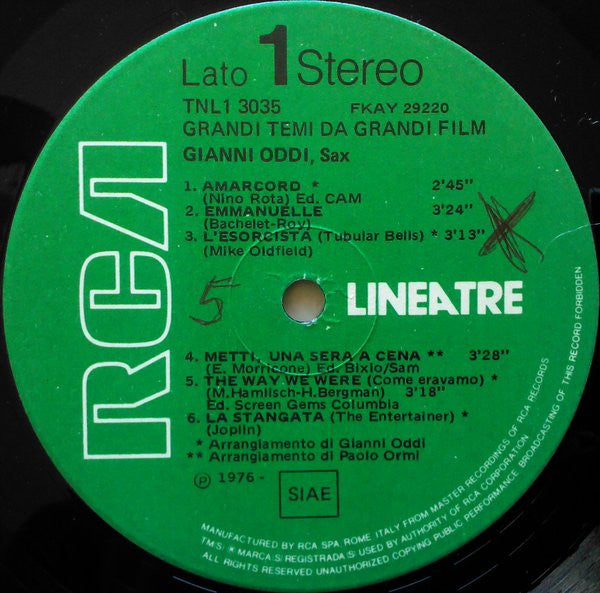 Lato 1 Stereo
TNL1 3035 FKAY 29220
GRANDI TEMI DA GRANDI FILM
GIANNI ODDI, Sax
1. AMARCORD * 2'45"
(Nino Rota) Ed. CAM
2. EMMANUELLE 3'24"
(Bachelet-Roy)
3. L'ESORCISTA (Tubular Bells) * 3'13"
(Mike Oldfield)
RCA
5
LINEATRE
4. METTI, UNA SERA A CENA ** 3'28"
(E. Morricone) Ed. Bixio/Sam
5. THE WAY WE WERE (Come eravamo) *
(M.Hamlisch-H.Bergman) 3'18"
Ed. Screen Gems Columbia
6. LA STANGATA (The Entertainer) *
(Joplin)
* Arrangiamento di Gianni Oddi
** Arrangiamento di Paolo Ormi
Ⓟ 1976 -
SIAE
MANUFACTURED BY RCA SPA, ROME, ITALY, FROM MASTER RECORDINGS OF RCA RECORDS
TM(S) ® MARCA(S) REGISTRADA(S) USED BY AUTHORITY OF RCA CORPORATION
ALL RIGHTS RESERVED UNAUTHORIZED COPYING PUBLIC PERFORMANCE BROADCASTING OF THIS RECORD FORBIDDEN